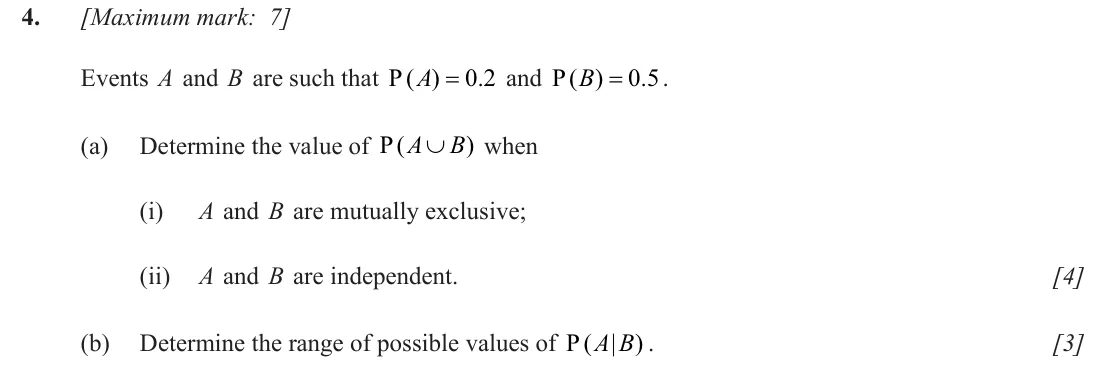 4. [Maximum mark: 7]
Events A and B are such that P(A) = 0.2 and P(B) = 0.5.
(a) Determine the value of P(A∪B) when
(i) A and B are mutually exclusive;
(ii) A and B are independent. [4]
(b) Determine the range of possible values of P(A|B). [3]